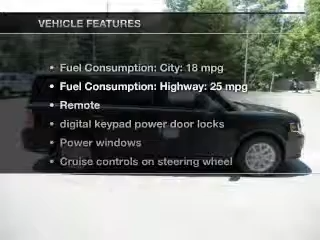 VEHICLE FEATURES
• Fuel Consumption: City: 18 mpg
• Fuel Consumption: Highway: 25 mpg
• Remote
• digital keypad power door locks
• Power windows
• Cruise controls on steering wheel